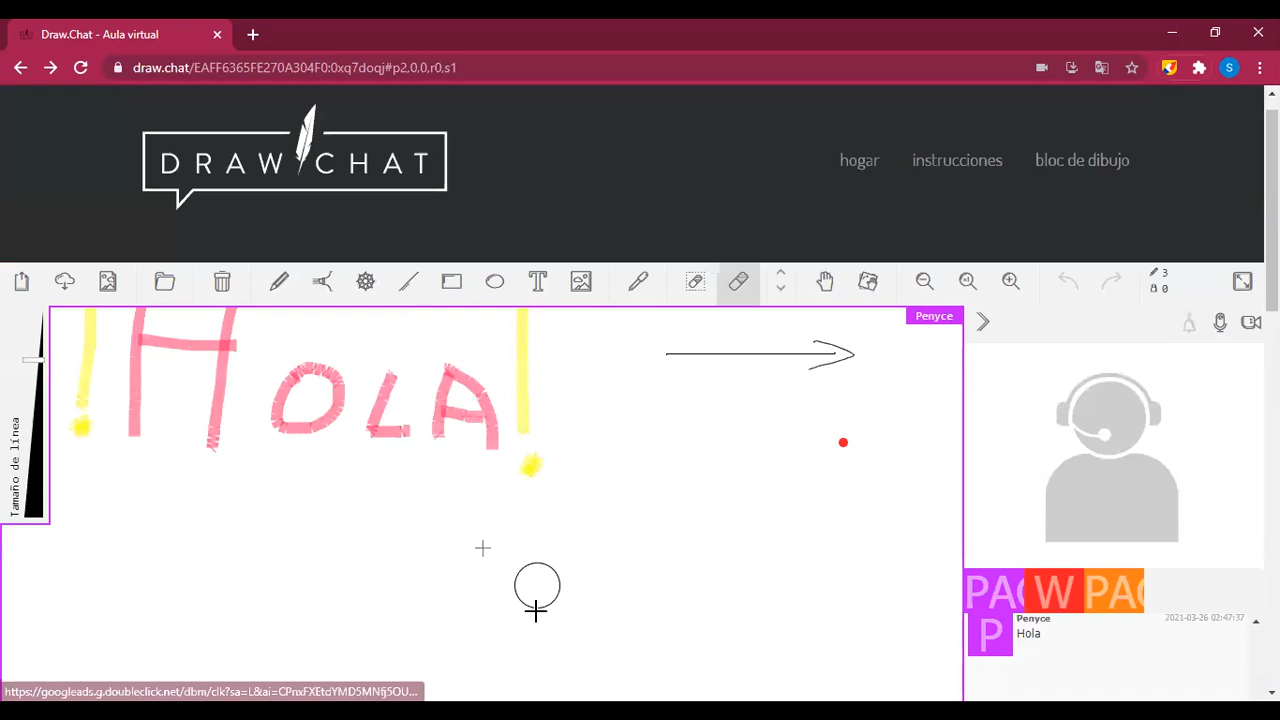 Draw.Chat - Aula virtual
draw.chat/EAFF6365FE270A304F0:0xq7doqj#p2,0,0,r0,s1
S
DRAW CHAT
hogar
instrucciones
bloc de dibujo
T
3
0
Tamaño de línea
! HOLA !
Penyce
PAC
W
PAC
P
Penyce
2021-03-26 02:47:37
Hola
https://googleads.g.doubleclick.net/dbm/clk?sa=L&ai=CPnxFXEtdYMD5MNfj5OU...